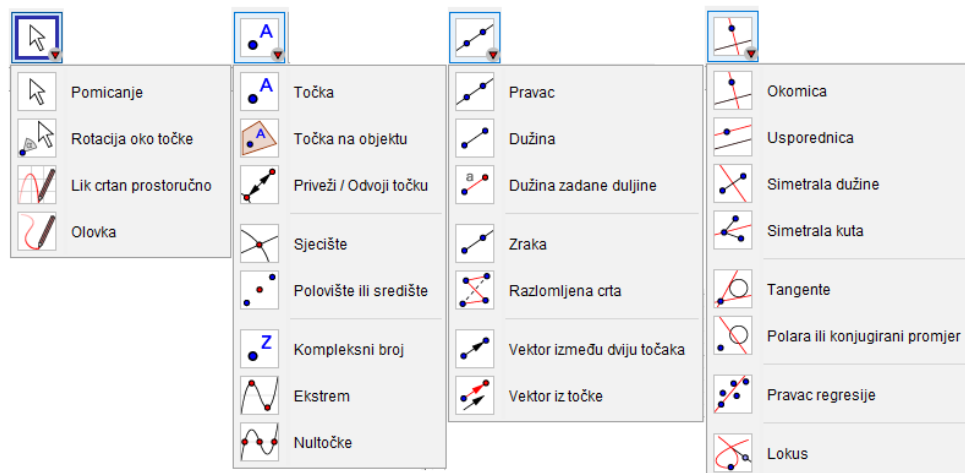 Pomicanje
Rotacija oko točke
Lik crtan prostoručno
Olovka
A
A Točka
A Točka na objektu
Priveži / Odvoji točku
Sjecište
Polovište ili središte
Z Kompleksni broj
Ekstrem
Nultočke
Pravac
Dužina
a Dužina zadane duljine
Zraka
Razlomljena crta
Vektor između dviju točaka
Vektor iz točke
Okomica
Usporednica
Simetrala dužine
Simetrala kuta
Tangente
Polara ili konjugirani promjer
Pravac regresije
Lokus